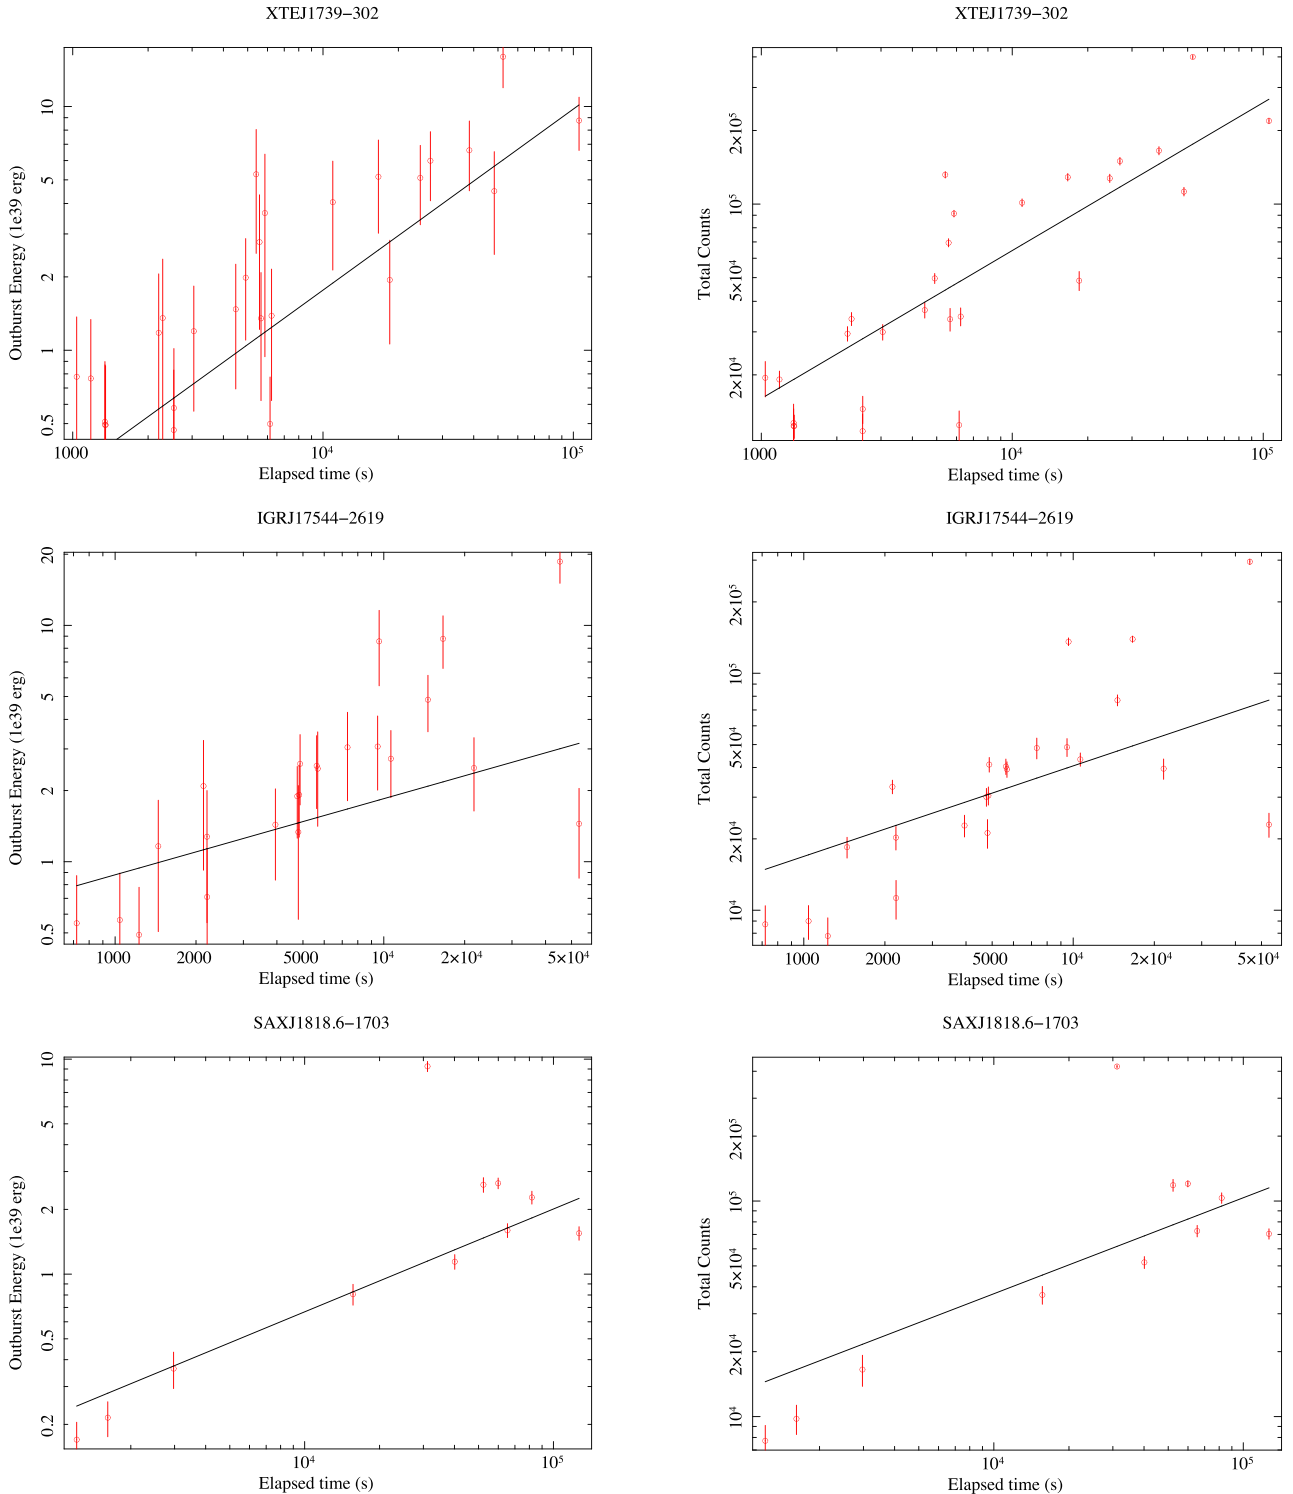 XTEJ1739−302
Outburst Energy (1e39 erg)
10
5
2
1
0.5
1000
10⁴
10⁵
Elapsed time (s)
XTEJ1739−302
Total Counts
2×10⁵
10⁵
5×10⁴
2×10⁴
1000
10⁴
10⁵
Elapsed time (s)
IGRJ17544−2619
Outburst Energy (1e39 erg)
20
10
5
2
1
0.5
1000
2000
5000
10⁴
2×10⁴
5×10⁴
Elapsed time (s)
IGRJ17544−2619
Total Counts
2×10⁵
10⁵
5×10⁴
2×10⁴
10⁴
1000
2000
5000
10⁴
2×10⁴
5×10⁴
Elapsed time (s)
SAXJ1818.6−1703
Outburst Energy (1e39 erg)
10
5
2
1
0.5
0.2
10⁴
10⁵
Elapsed time (s)
SAXJ1818.6−1703
Total Counts
2×10⁵
10⁵
5×10⁴
2×10⁴
10⁴
10⁴
10⁵
Elapsed time (s)